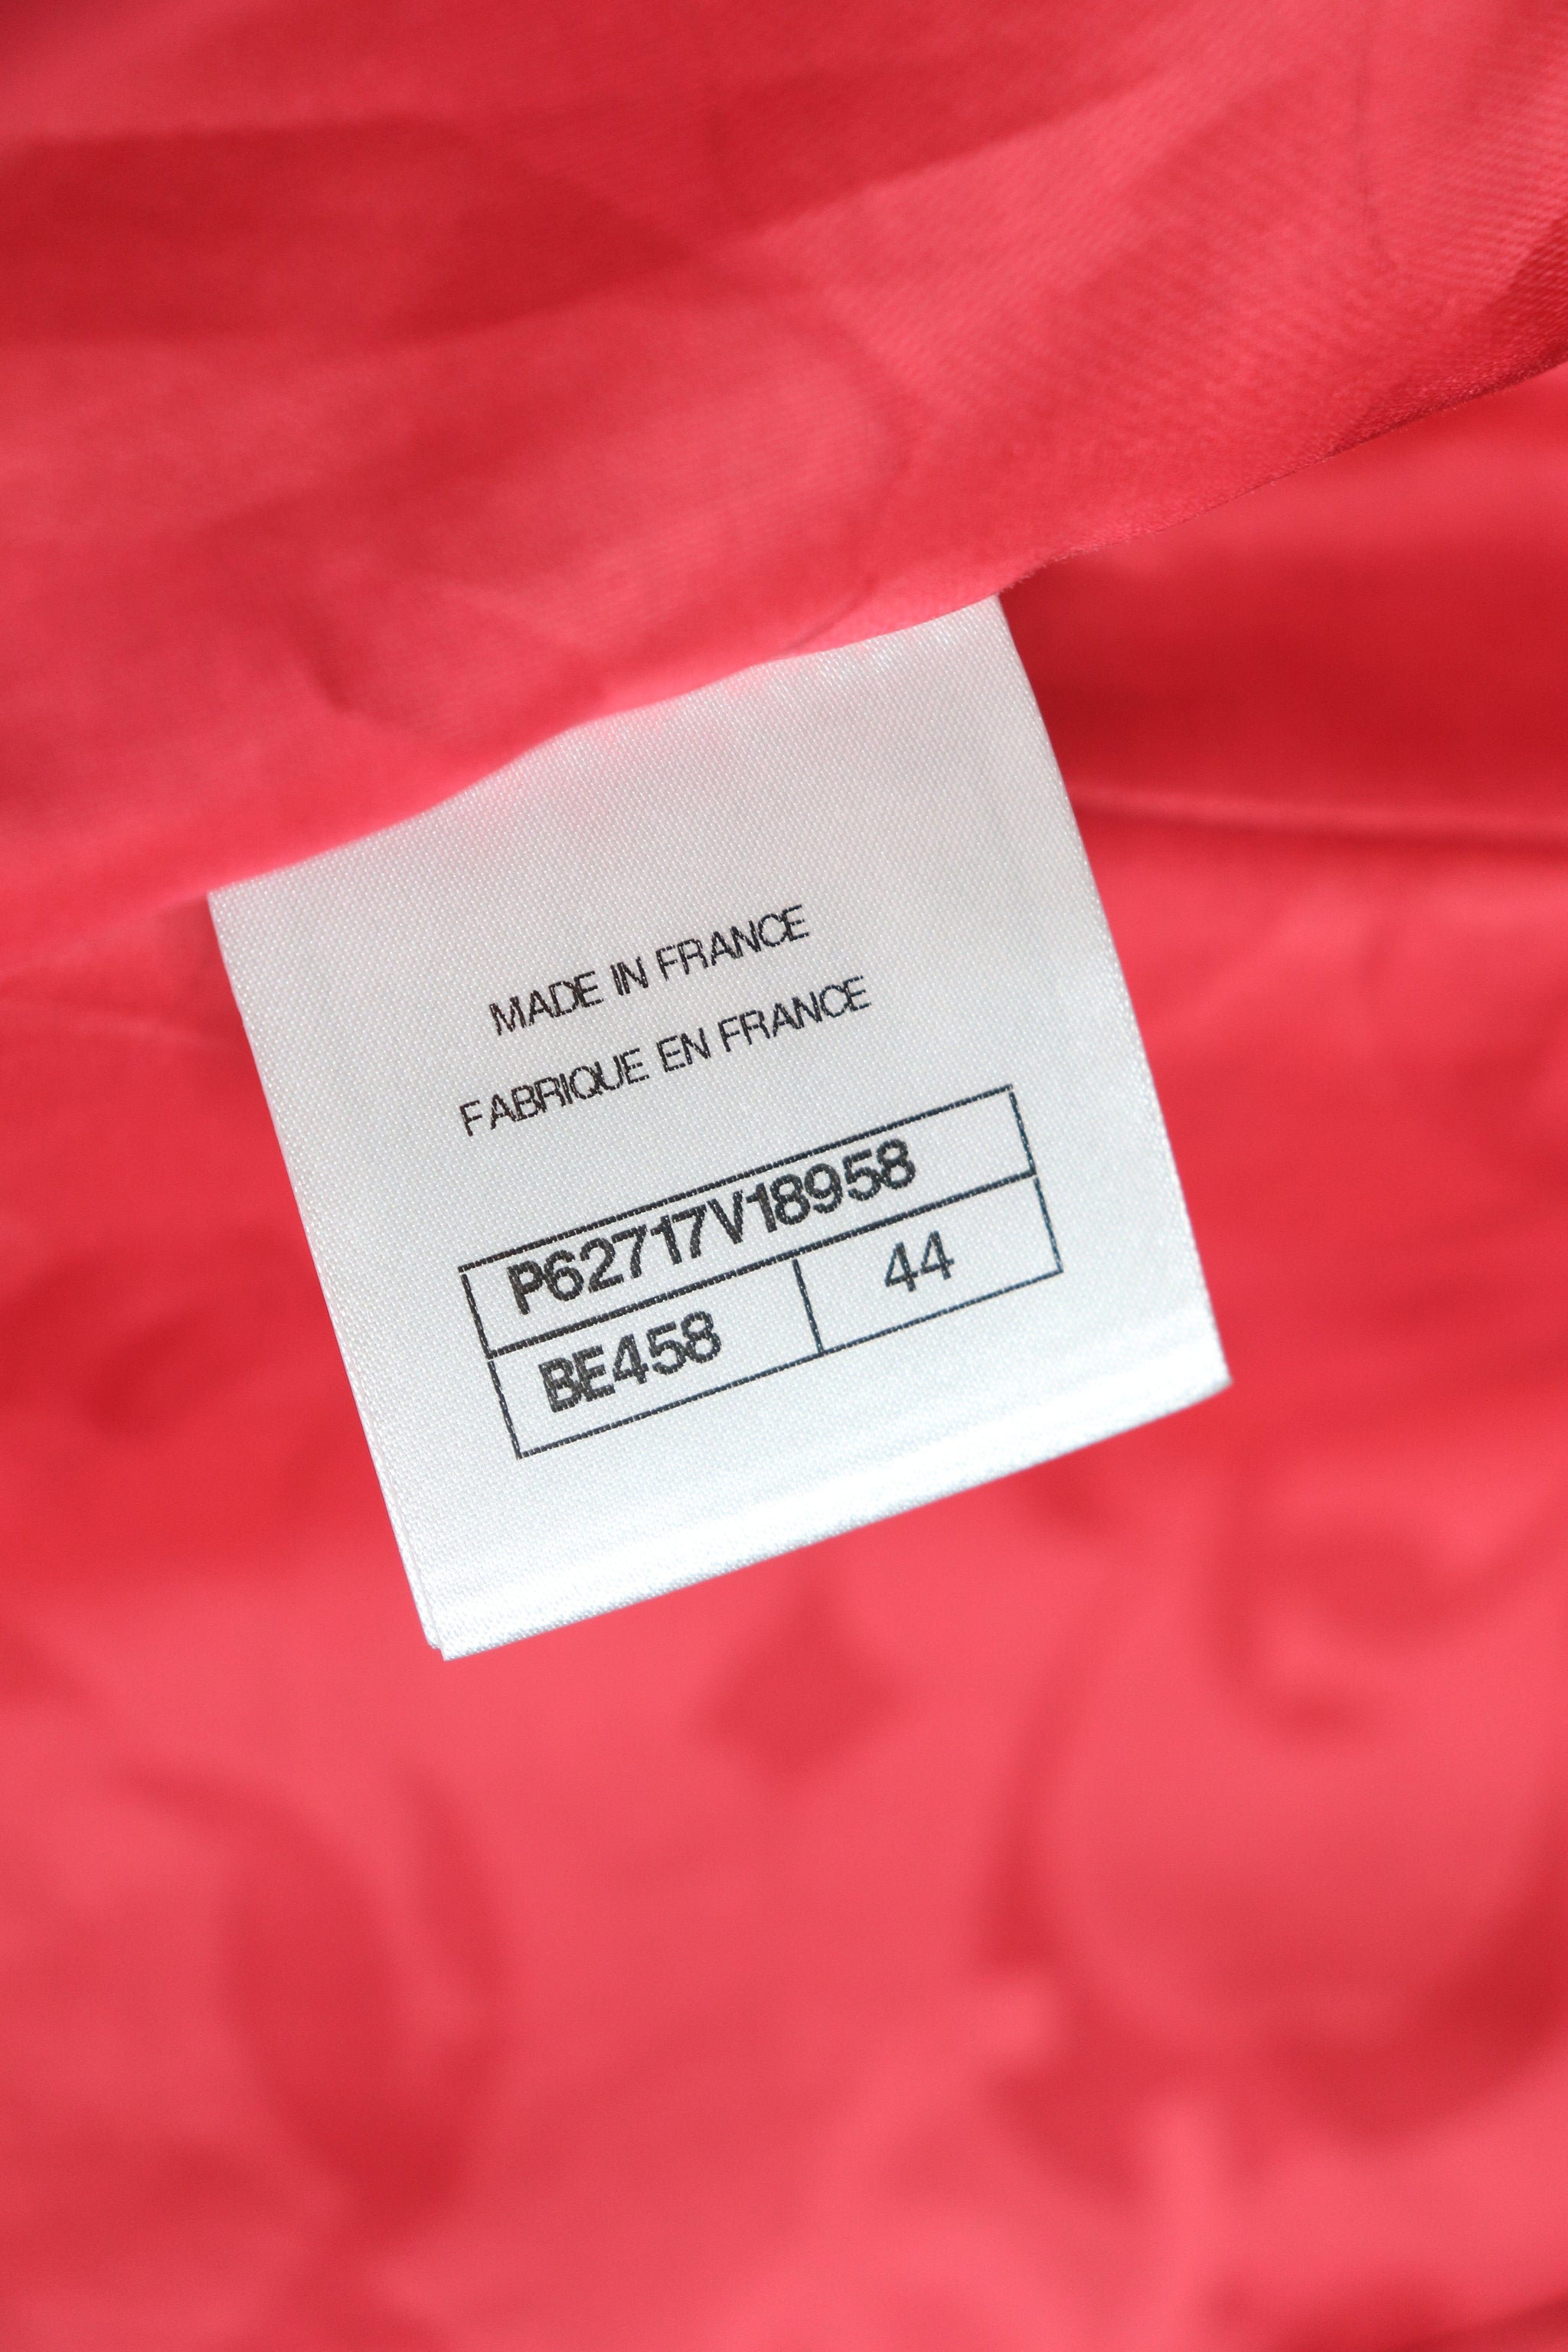 MADE IN FRANCE
FABRIQUE EN FRANCE
P62717V18958
BE458 44